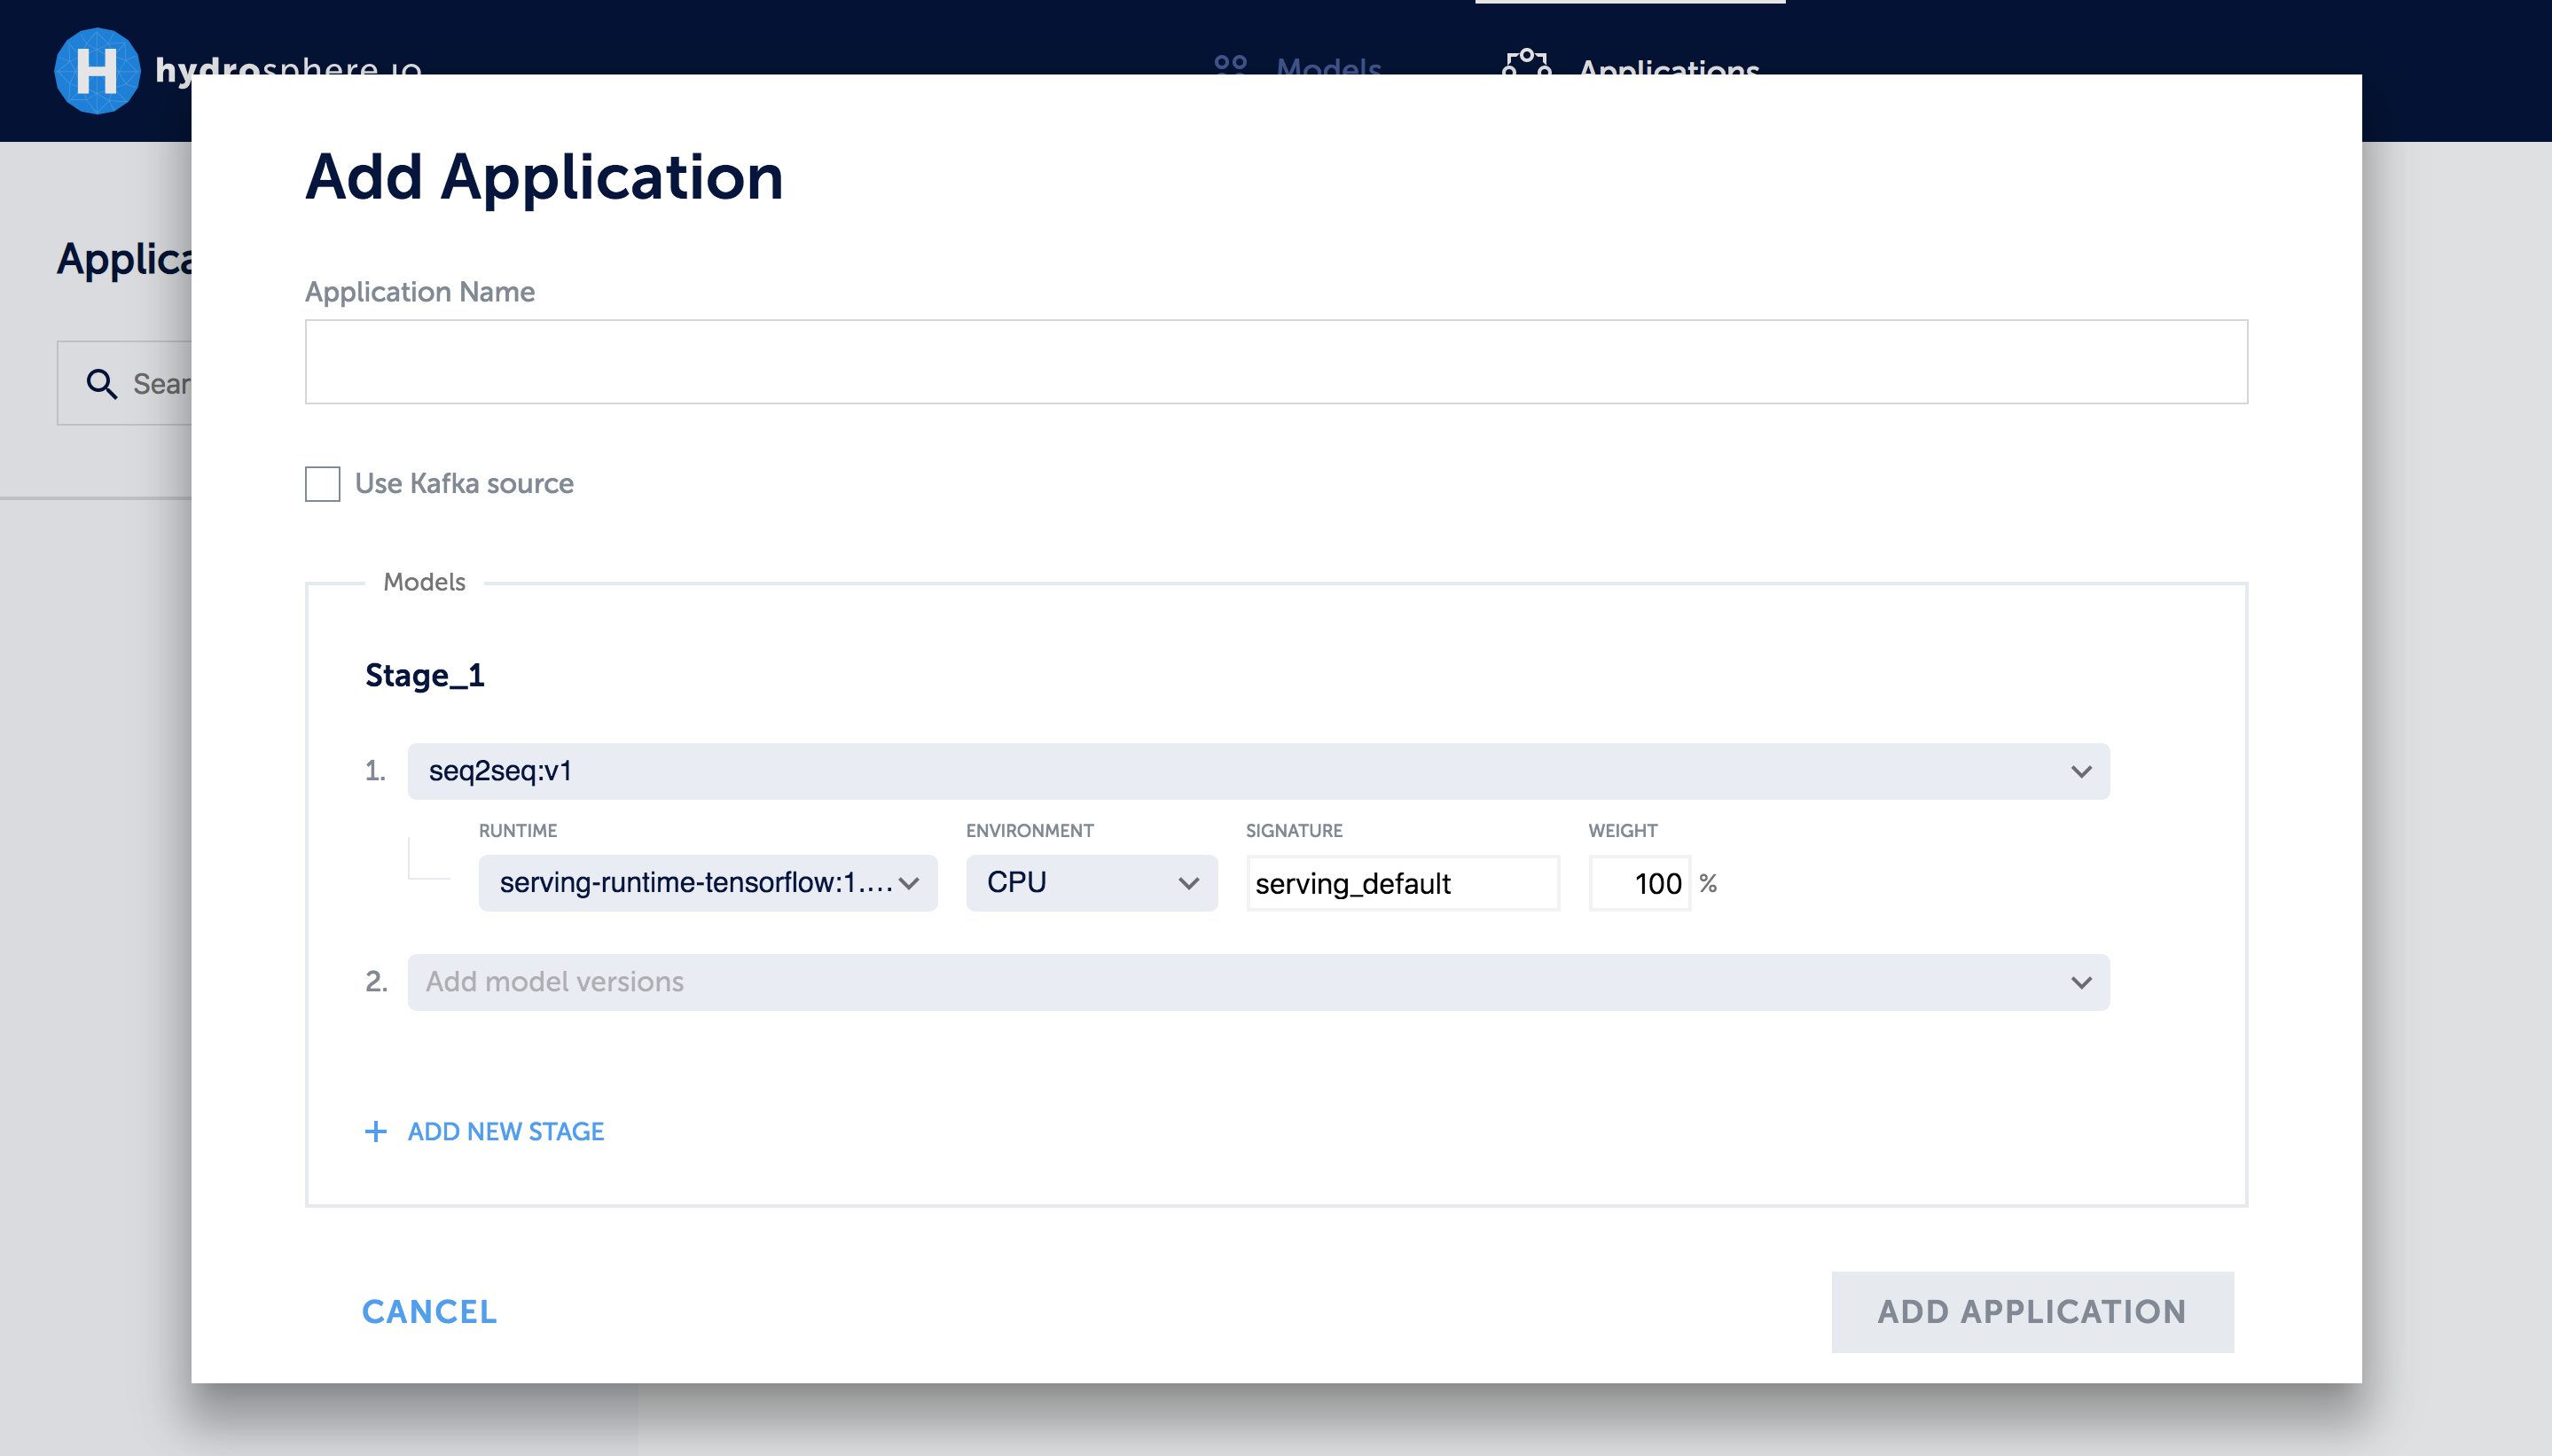 H hydrosphere.io
Models
Applications
Add Application
Applica
Application Name
Sear
Use Kafka source
Models
Stage_1
1. seq2seq:v1
RUNTIME ENVIRONMENT SIGNATURE WEIGHT
serving-runtime-tensorflow:1.... CPU serving_default 100 %
2. Add model versions
+ ADD NEW STAGE
CANCEL ADD APPLICATION